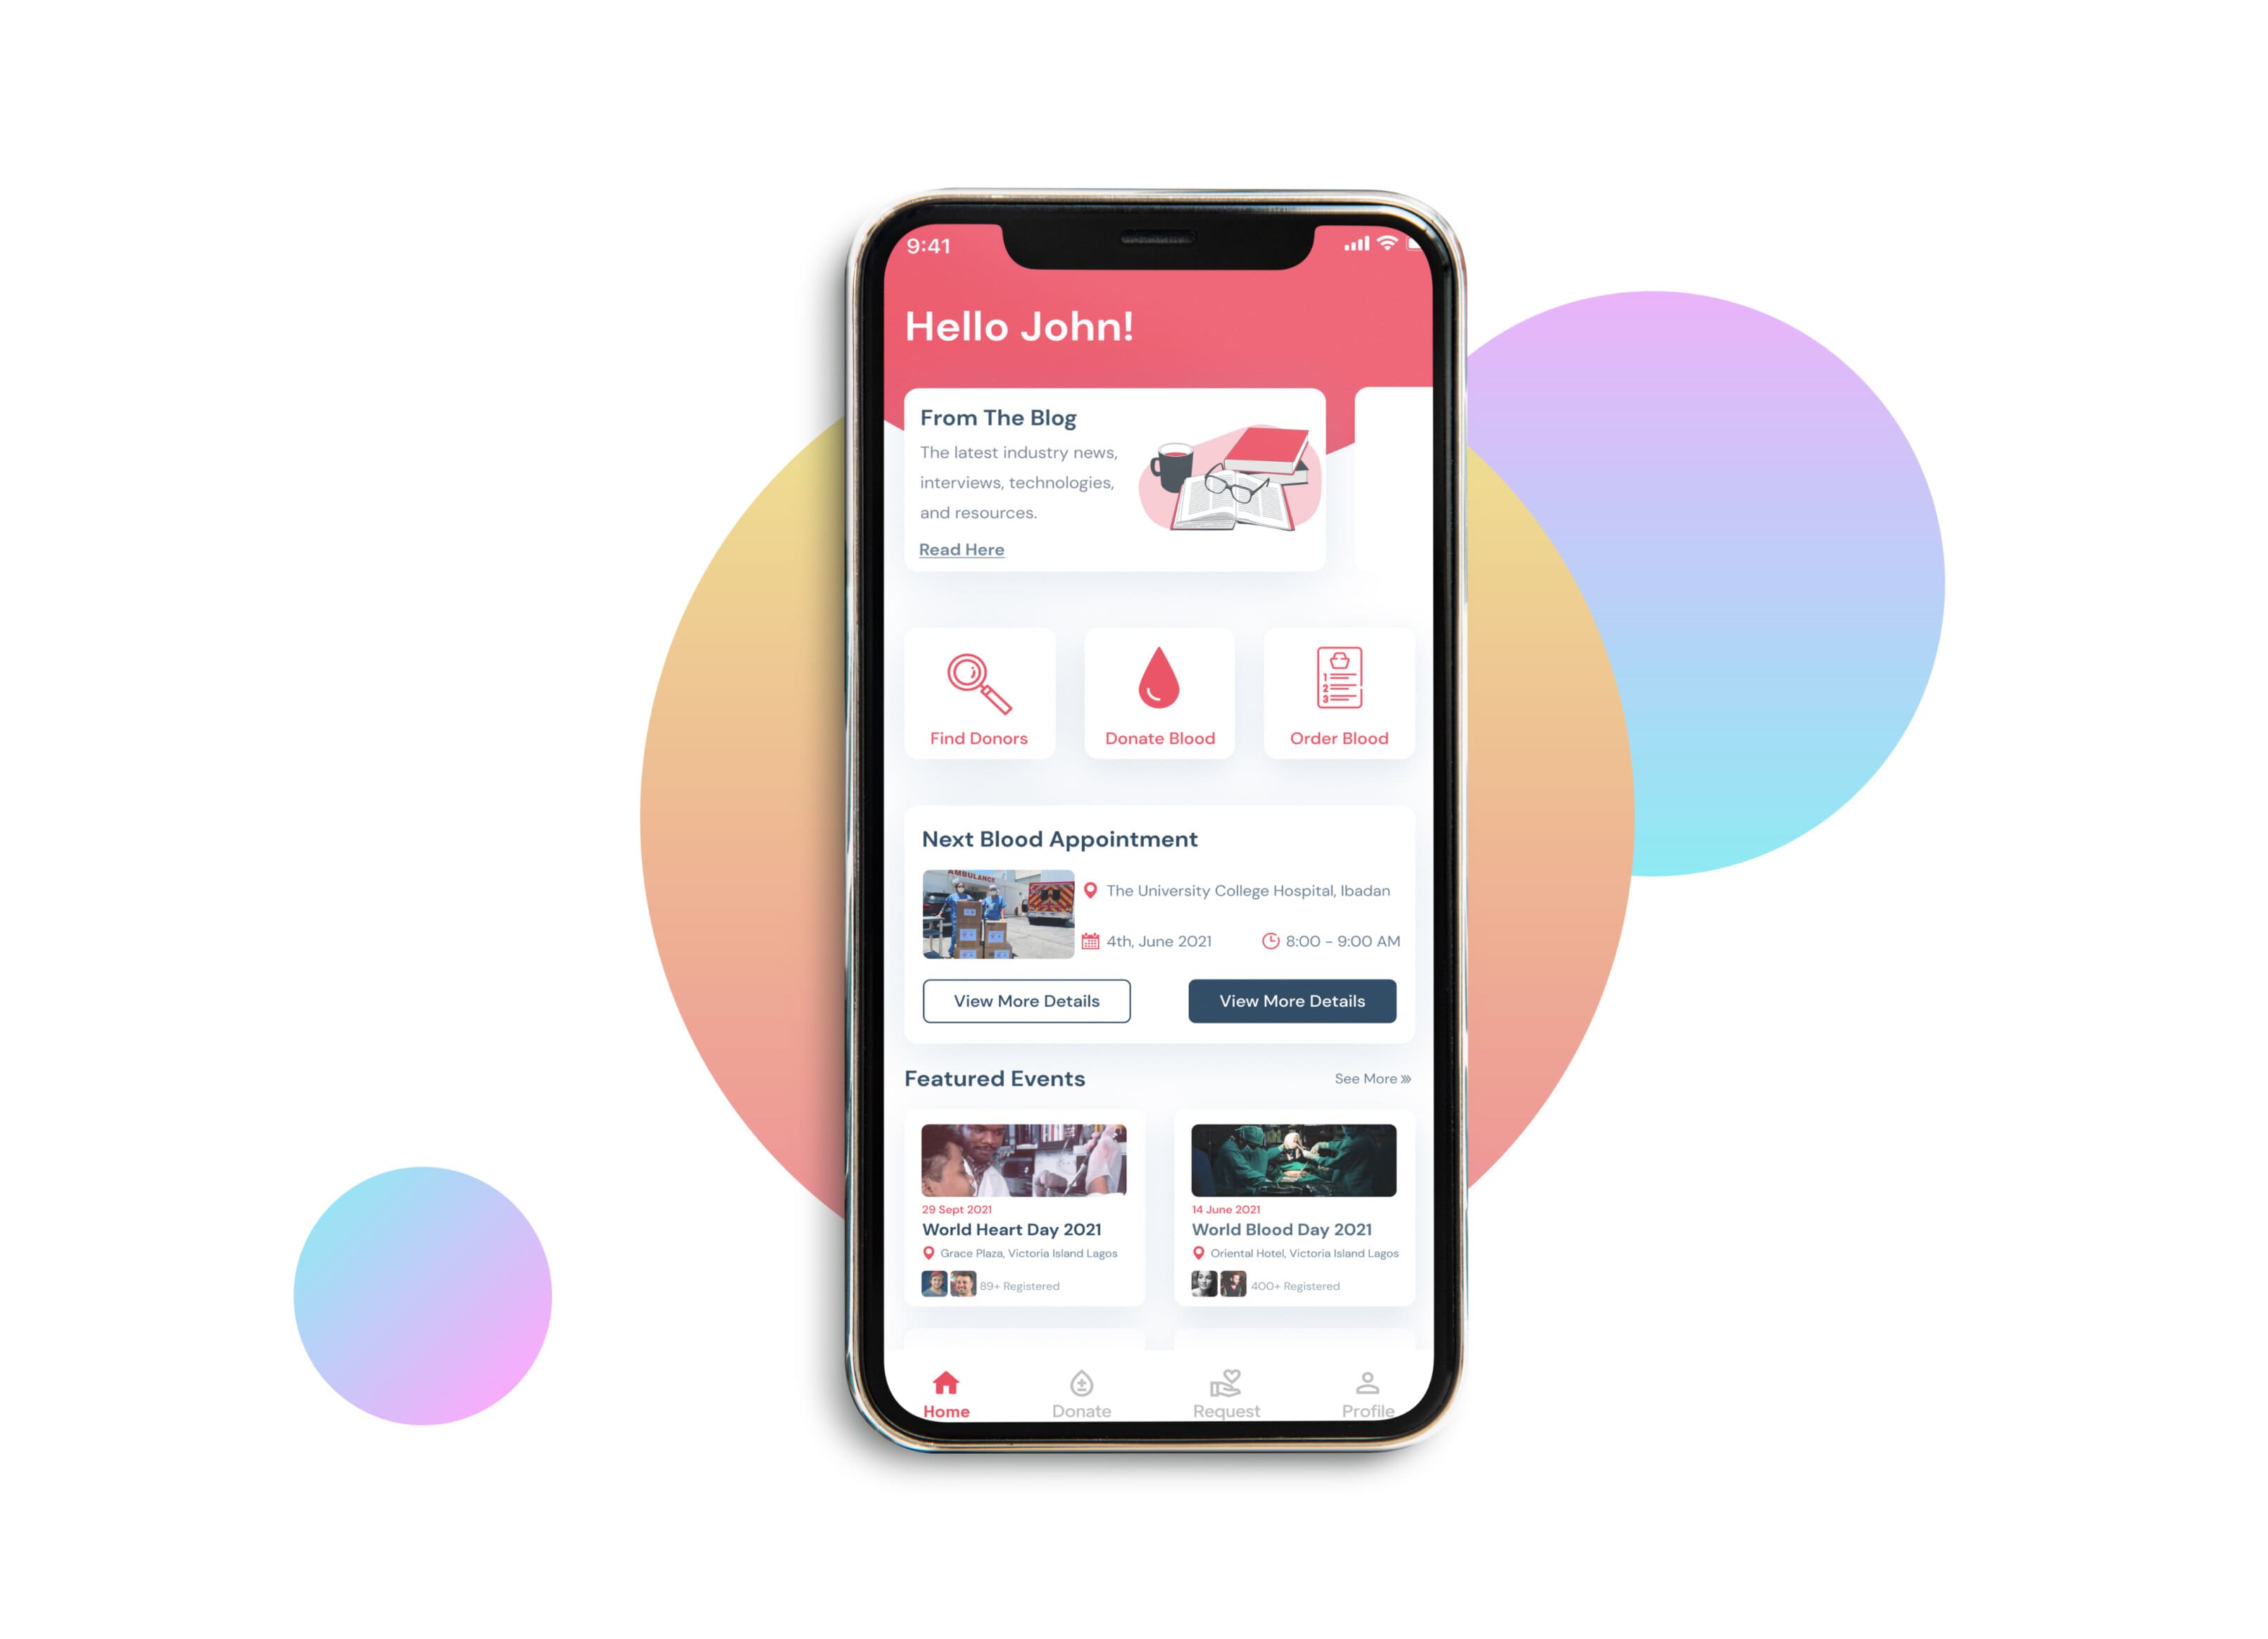 9:41
Hello John!
From The Blog
The latest industry news,
interviews, technologies,
and resources.
Read Here
Find Donors
Donate Blood
1
2
3
Order Blood
Next Blood Appointment
AMBULANCE
The University College Hospital, Ibadan
4th, June 2021
8:00 - 9:00 AM
View More Details
View More Details
Featured Events
See More
29 Sept 2021
World Heart Day 2021
Grace Plaza, Victoria Island Lagos
89+ Registered
14 June 2021
World Blood Day 2021
Oriental Hotel, Victoria Island Lagos
400+ Registered
Home
Donate
Request
Profile